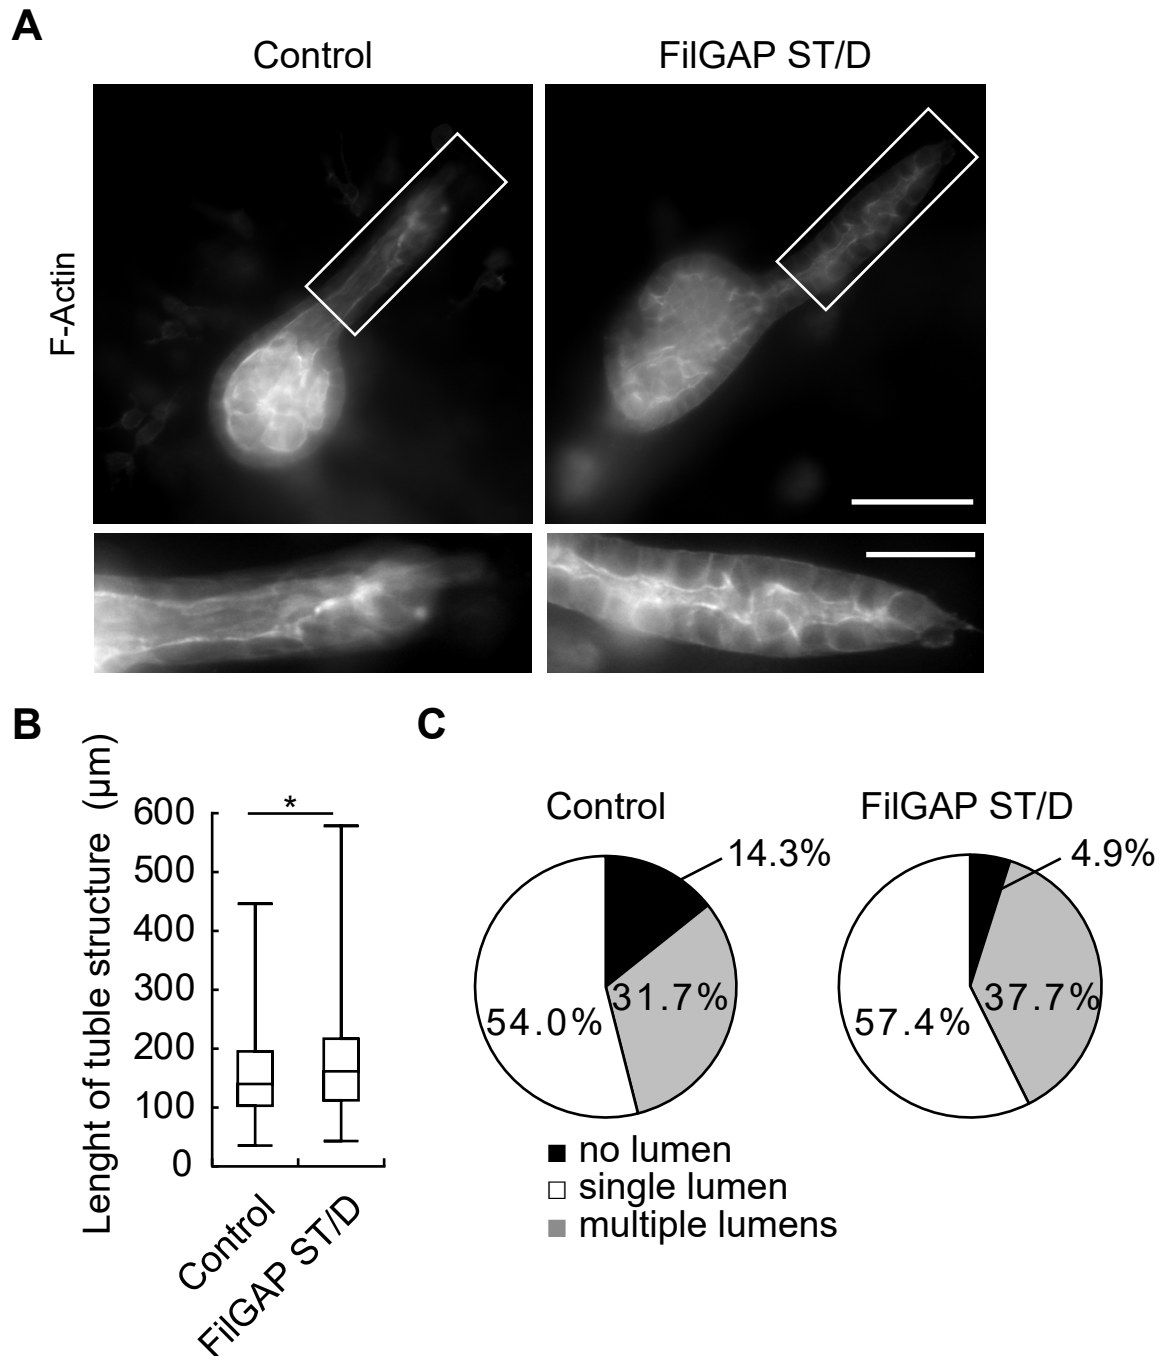 A
Control
FilGAP ST/D
F-Actin
B
Lenght of tuble structure (μm)
600
500
400
300
200
100
0
*
Control
FilGAP ST/D
C
Control
FilGAP ST/D
14.3%
31.7%
54.0%
4.9%
37.7%
57.4%
no lumen
single lumen
multiple lumens